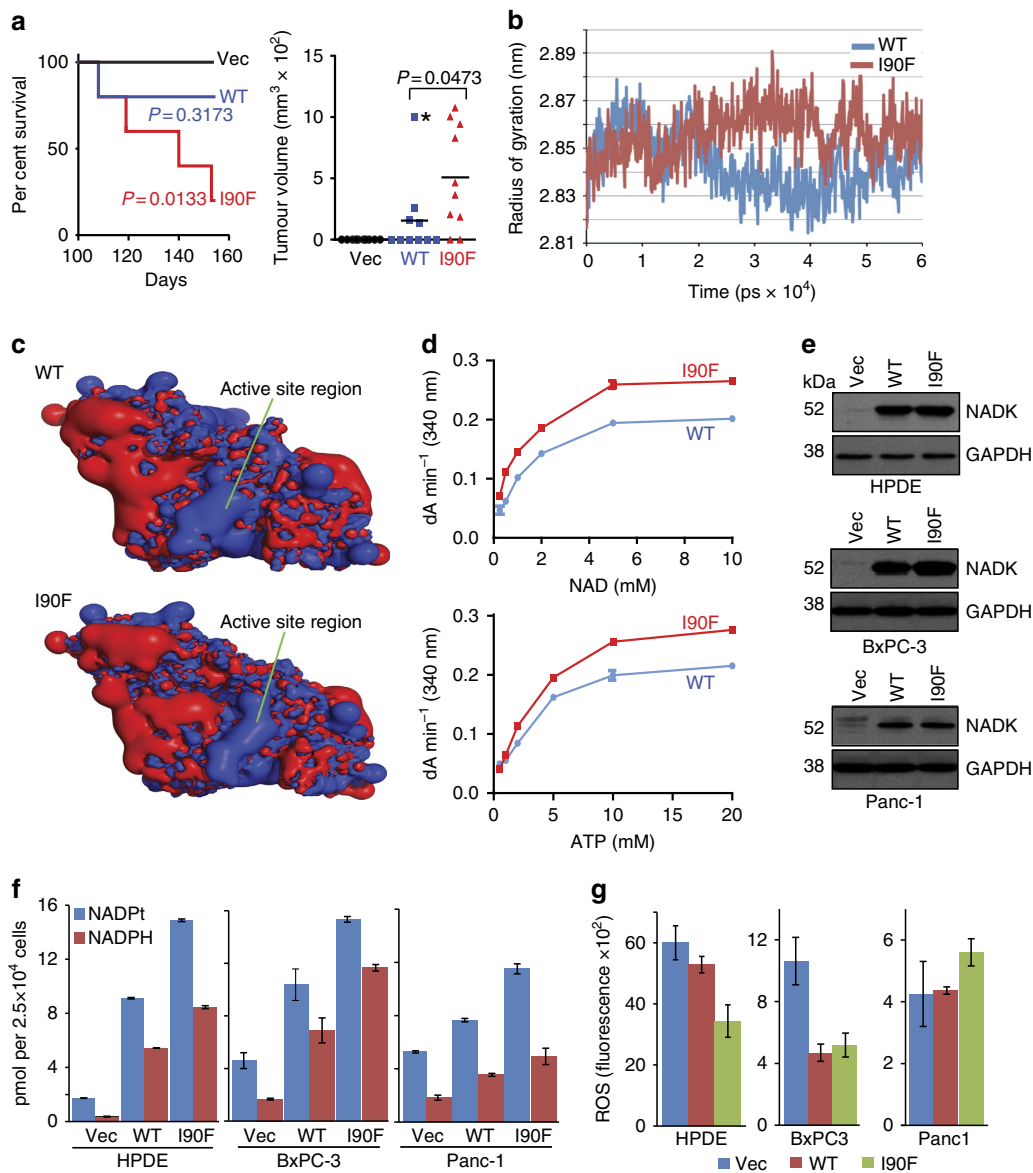 a
Per cent survival
100
50
0
100 120 140 160
Days
Vec
WT
P=0.3173
P=0.0133
I90F
Tumour volume (mm³ × 10²)
15
10
5
0
P=0.0473
*
Vec WT I90F
b
Radius of gyration (nm)
2.89
2.87
2.85
2.83
2.81
WT
I90F
0 1 2 3 4 5 6
Time (ps × 10⁴)
c
WT
Active site region
I90F
Active site region
d
dA min⁻¹ (340 nm)
0.3
0.2
0.1
0.0
I90F
WT
0 2 4 6 8 10
NAD (mM)
dA min⁻¹ (340 nm)
0.3
0.2
0.1
0.0
I90F
WT
0 5 10 15 20
ATP (mM)
e
kDa Vec WT I90F
52 NADK
38 GAPDH
HPDE
Vec WT I90F
52 NADK
38 GAPDH
BxPC-3
Vec WT I90F
52 NADK
38 GAPDH
Panc-1
f
pmol per 2.5×10⁴ cells
16
12
8
4
0
NADPt
NADPH
Vec WT I90F Vec WT I90F Vec WT I90F
HPDE BxPC-3 Panc-1
g
ROS (fluorescence ×10²)
60
40
20
0
12
8
4
0
6
4
2
0
HPDE BxPC3 Panc1
Vec WT I90F